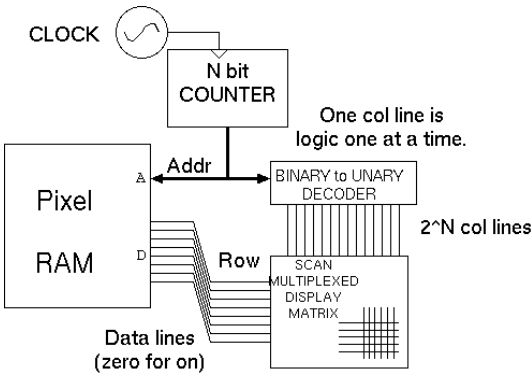 CLOCK
N bit
COUNTER
One col line is
logic one at a time.
Addr
A
BINARY to UNARY
DECODER
Pixel
RAM
2^N col lines
D
Row
SCAN
MULTIPLEXED
DISPLAY
MATRIX
Data lines
(zero for on)